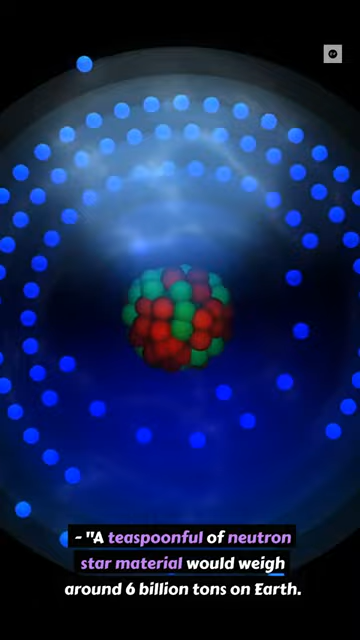 - "A teaspoonful of neutron
star material would weigh
around 6 billion tons on Earth.